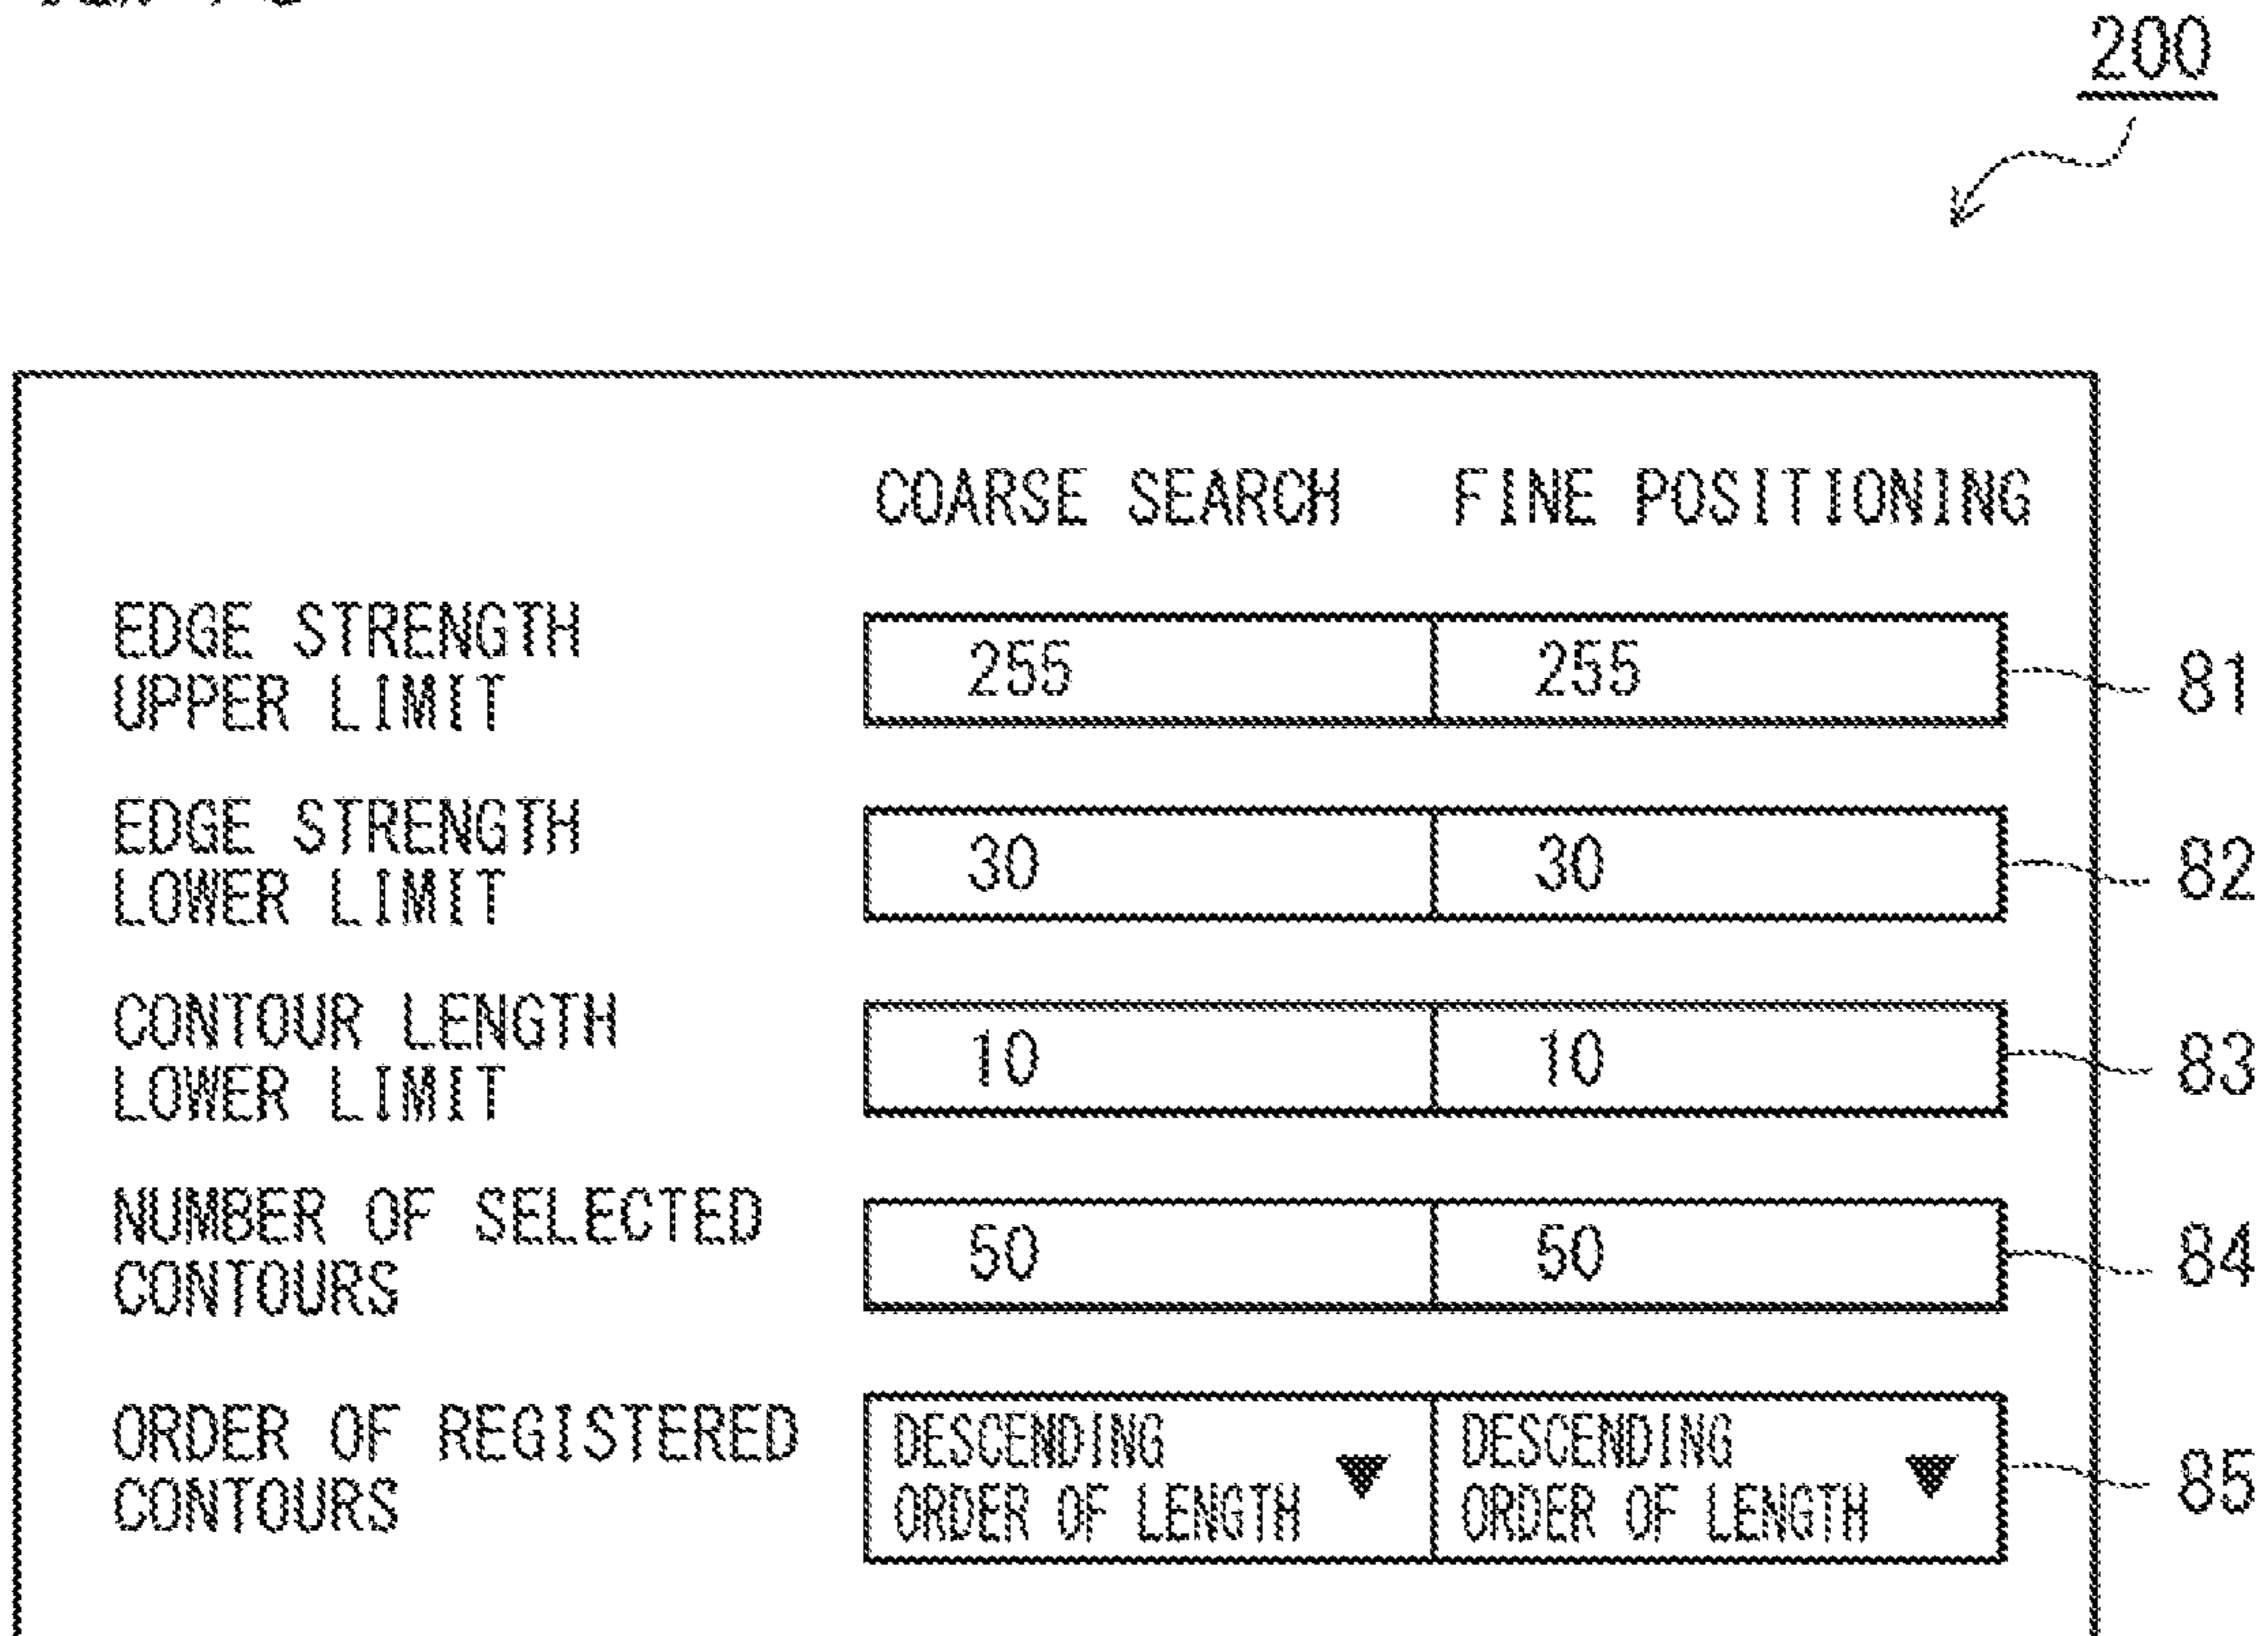 200
COARSE SEARCH FINE POSITIONING
EDGE STRENGTH
UPPER LIMIT
255 255 81
EDGE STRENGTH
LOWER LIMIT
30 30 82
CONTOUR LENGTH
LOWER LIMIT
10 10 83
NUMBER OF SELECTED
CONTOURS
50 50 84
ORDER OF REGISTERED
CONTOURS
DESCENDING
ORDER OF LENGTH
DESCENDING
ORDER OF LENGTH
85